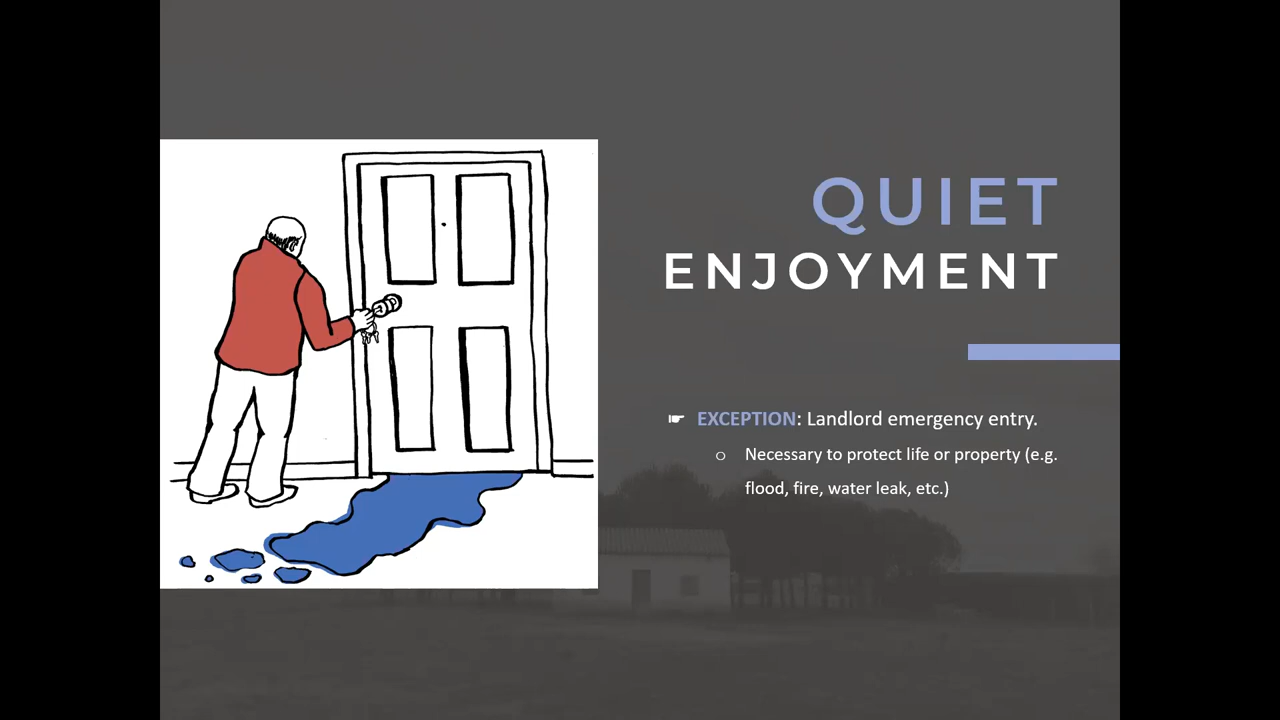 QUIET
ENJOYMENT
☛ EXCEPTION: Landlord emergency entry.
o Necessary to protect life or property (e.g.
flood, fire, water leak, etc.)